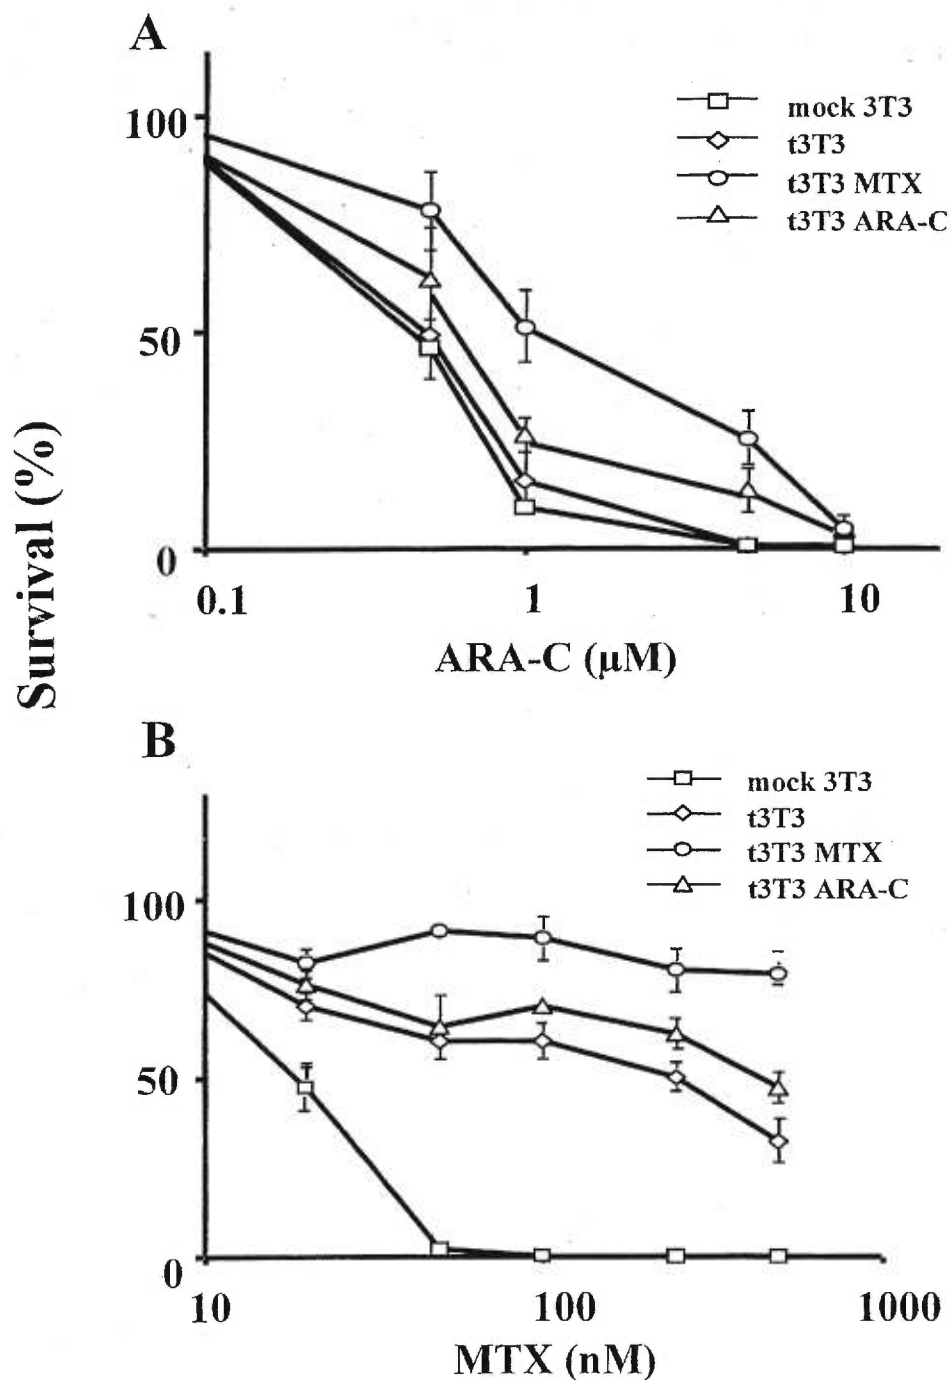 A
100
50
0
0.1 1 10
ARA-C (μM)
mock 3T3
t3T3
t3T3 MTX
t3T3 ARA-C
Survival (%)
B
100
50
0
10 100 1000
MTX (nM)
mock 3T3
t3T3
t3T3 MTX
t3T3 ARA-C